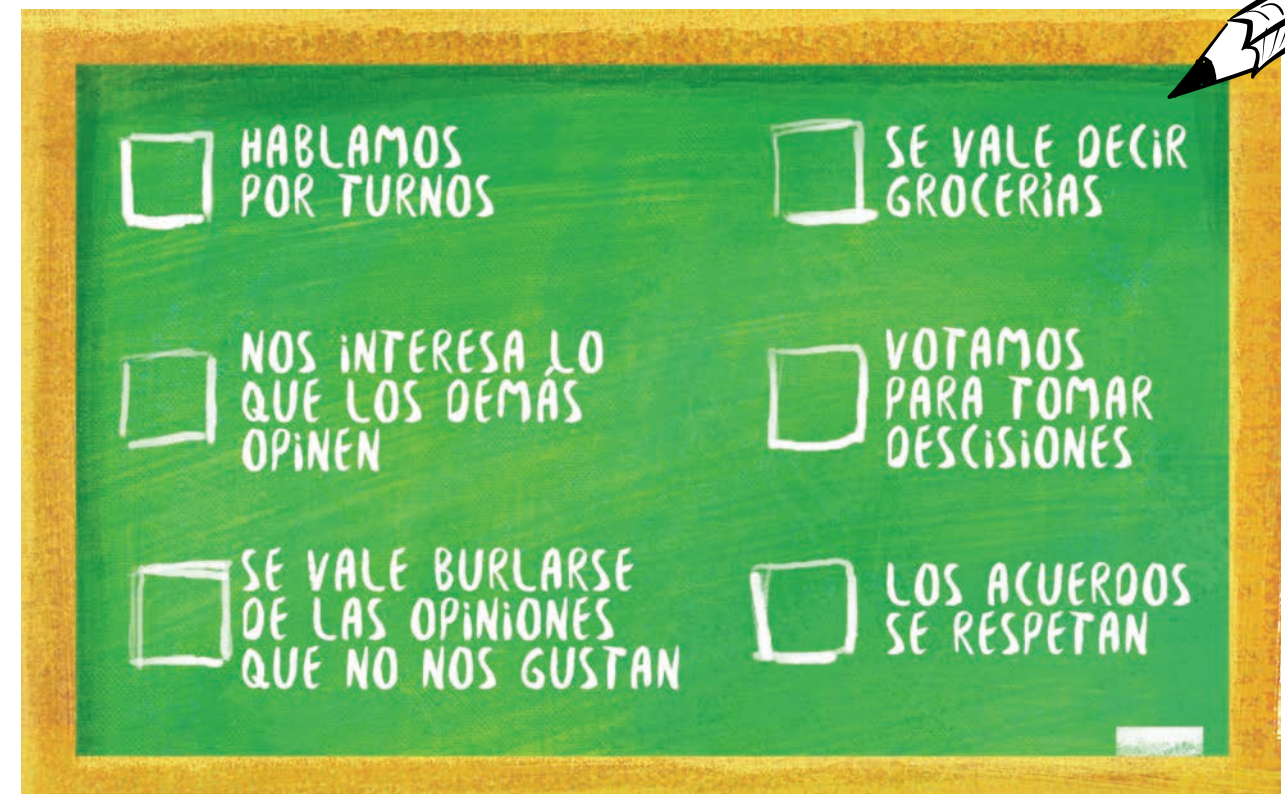 HABLAMOS
POR TURNOS
NOS INTERESA LO
QUE LOS DEMÁS
OPINEN
SE VALE BURLARSE
DE LAS OPINIONES
QUE NO NOS GUSTAN
SE VALE DECIR
GROCERÍAS
VOTAMOS
PARA TOMAR
DESCISIONES
LOS ACUERDOS
SE RESPETAN